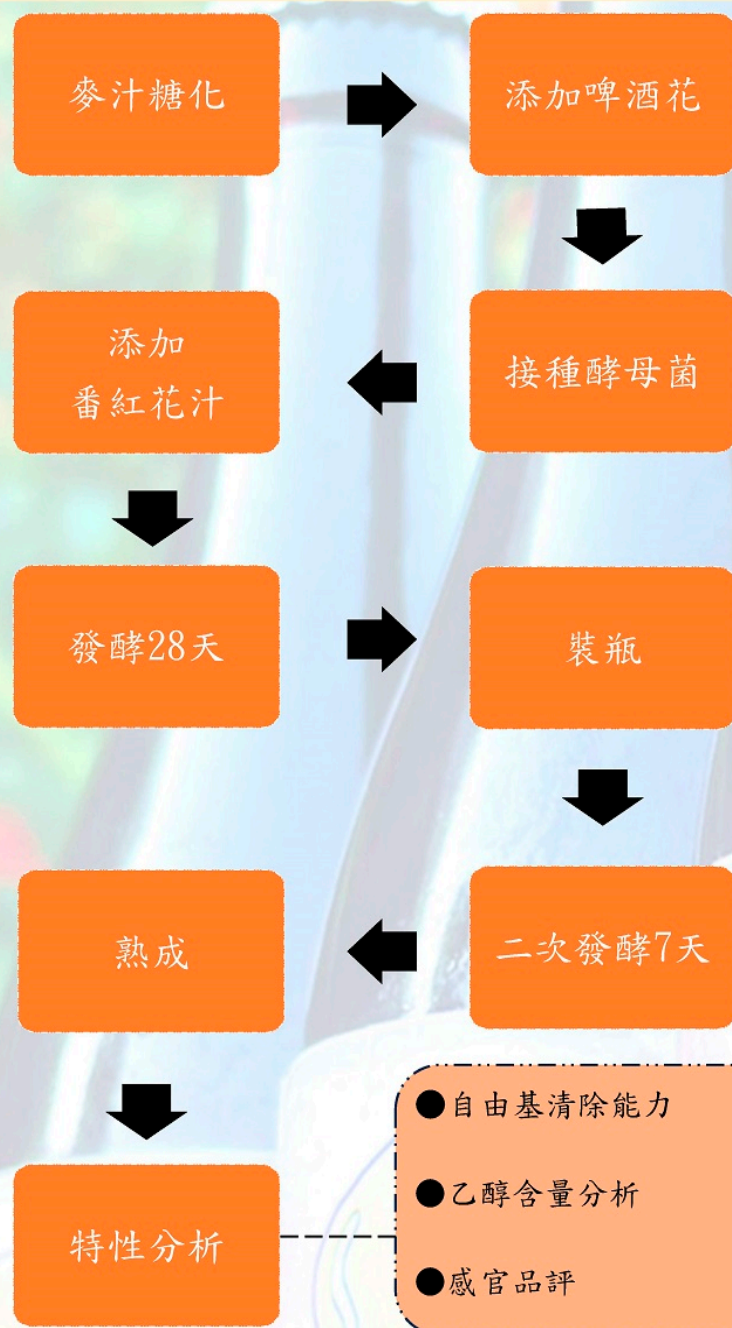 麥汁糖化
添加啤酒花
接種酵母菌
添加
番紅花汁
發酵28天
裝瓶
二次發酵7天
熟成
特性分析
●自由基清除能力
●乙醇含量分析
●感官品評